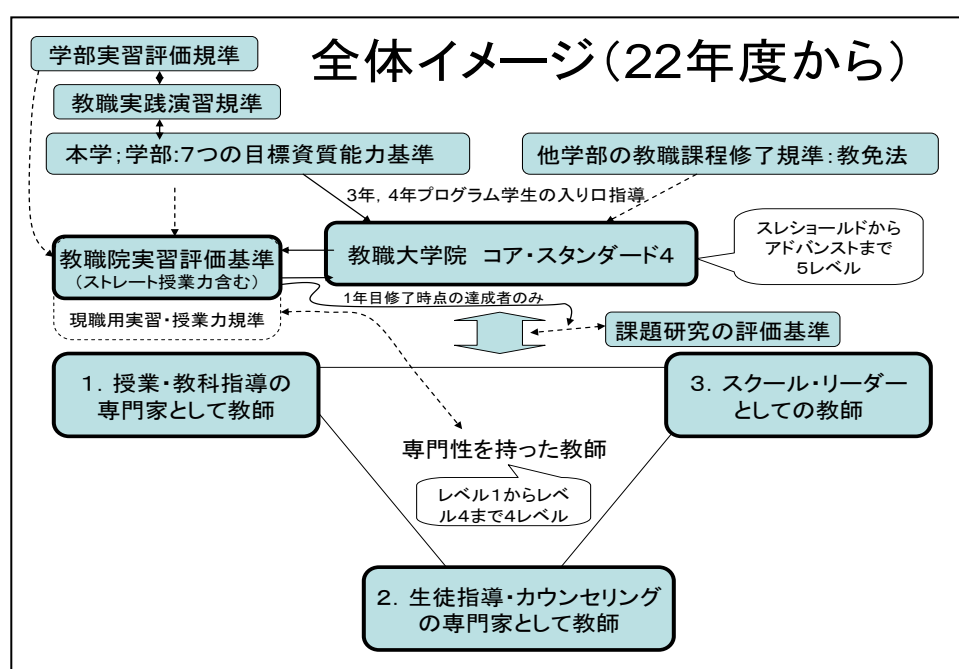 全体イメージ(22年度から)
学部実習評価規準
教職実践演習規準
本学;学部:7つの目標資質能力基準
他学部の教職課程修了規準:教免法
3年,4年プログラム学生の入り口指導
教職院実習評価基準
(ストレート授業力含む)
教職大学院 コア・スタンダード4
スレショールドから
アドバンストまで
5レベル
1年目修了時点の達成者のみ
現職用実習・授業力規準
課題研究の評価基準
1.授業・教科指導の
専門家として教師
3.スクール・リーダー
としての教師
専門性を持った教師
レベル1からレベ
ル4まで4レベル
2.生徒指導・カウンセリング
の専門家として教師